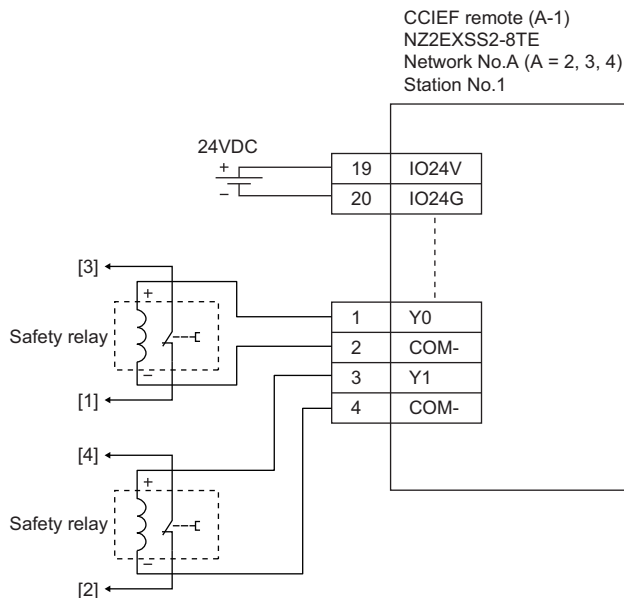 CCIEF remote (A-1)
NZ2EXSS2-8TE
Network No.A (A = 2, 3, 4)
Station No.1
24VDC
+
−
19 IO24V
20 IO24G
[3]
+
Safety relay
−
[1]
1 Y0
2 COM-
3 Y1
4 COM-
[4]
+
Safety relay
−
[2]